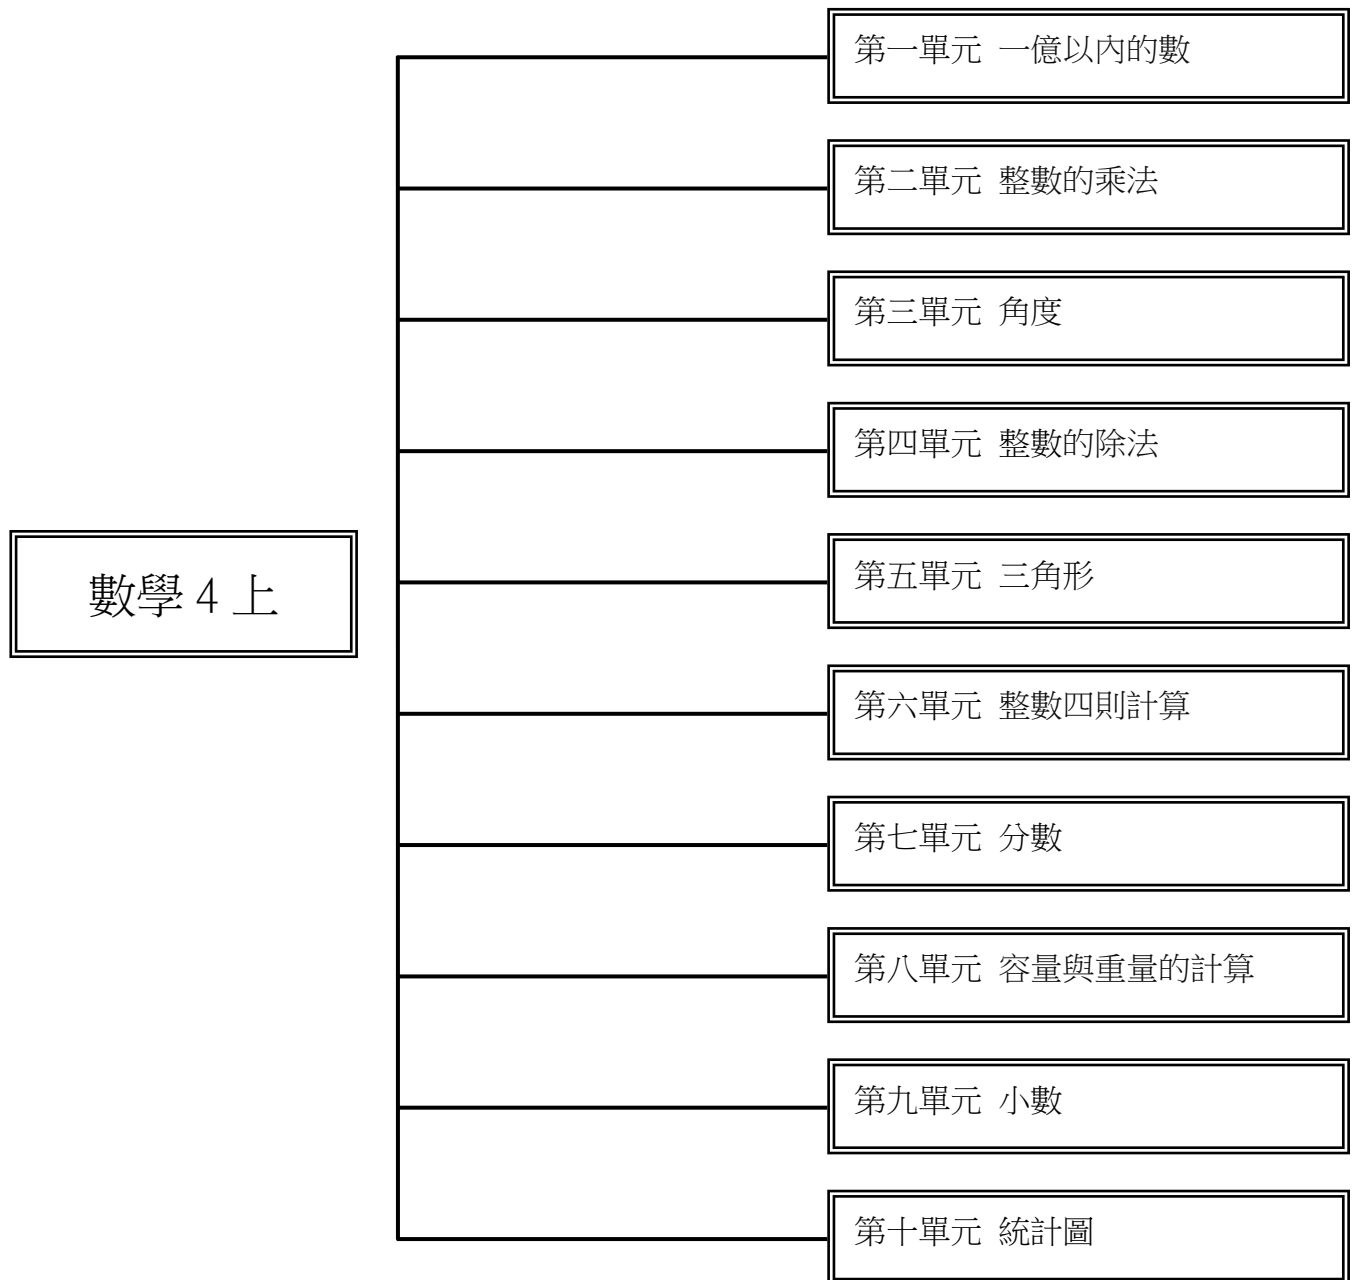 第一單元 一億以內的數
第二單元 整數的乘法
第三單元 角度
第四單元 整數的除法
第五單元 三角形
數學 4 上
第六單元 整數四則計算
第七單元 分數
第八單元 容量與重量的計算
第九單元 小數
第十單元 統計圖